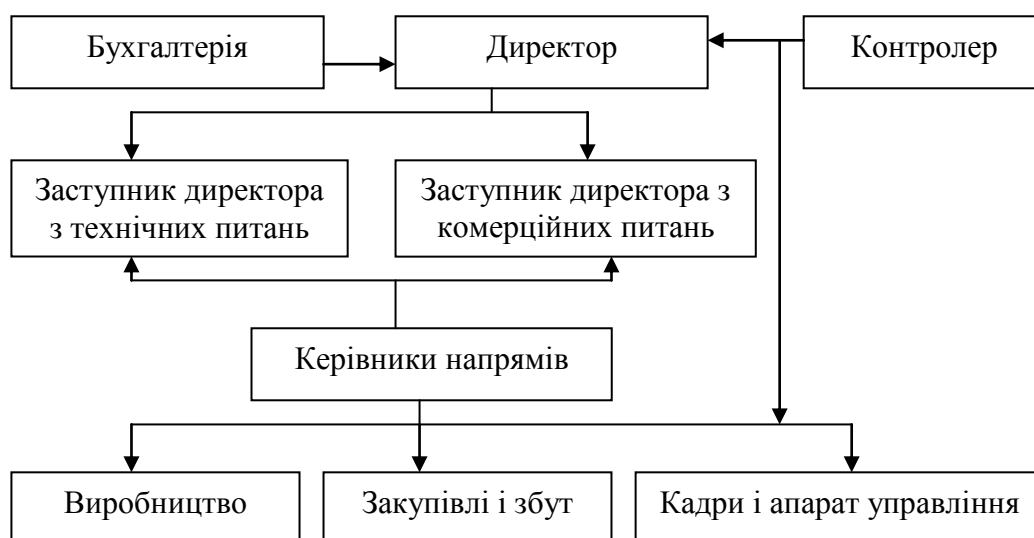 Бухгалтерія
Директор
Контролер
Заступник директора
з технічних питань
Заступник директора з
комерційних питань
Керівники напрямів
Виробництво
Закупівлі і збут
Кадри і апарат управління